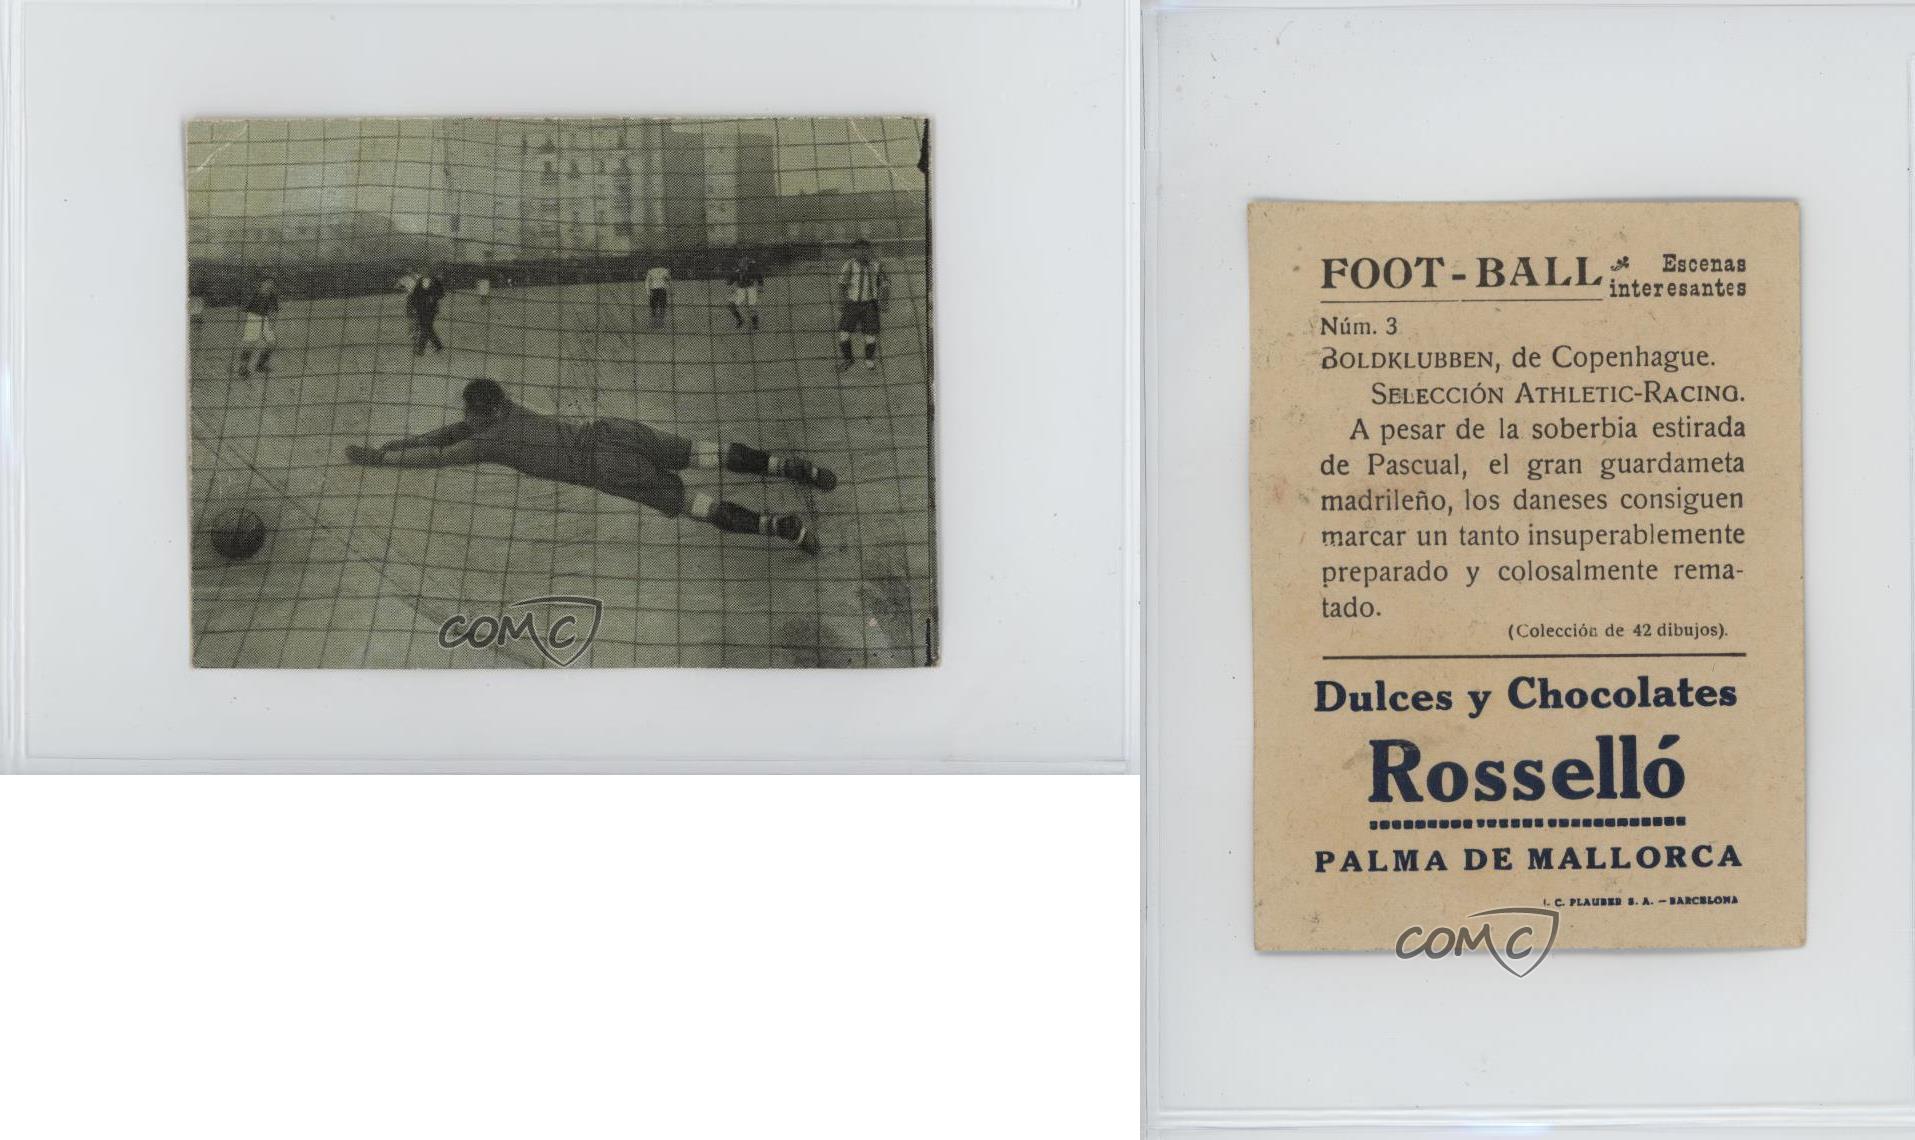 COMC
FOOT-BALL Escenas
interesantes
Núm. 3
BOLDKLUBBEN, de Copenhague.
SELECCIÓN ATHLETIC-RACING.
A pesar de la soberbia estirada
de Pascual, el gran guardameta
madrileño, los daneses consiguen
marcar un tanto insuperablemente
preparado y colosalmente rema-
tado.
(Colección de 42 dibujos).
Dulces y Chocolates
Rosselló
PALMA DE MALLORCA
C. PLAUBER S. A. - BARCELONA
COMC